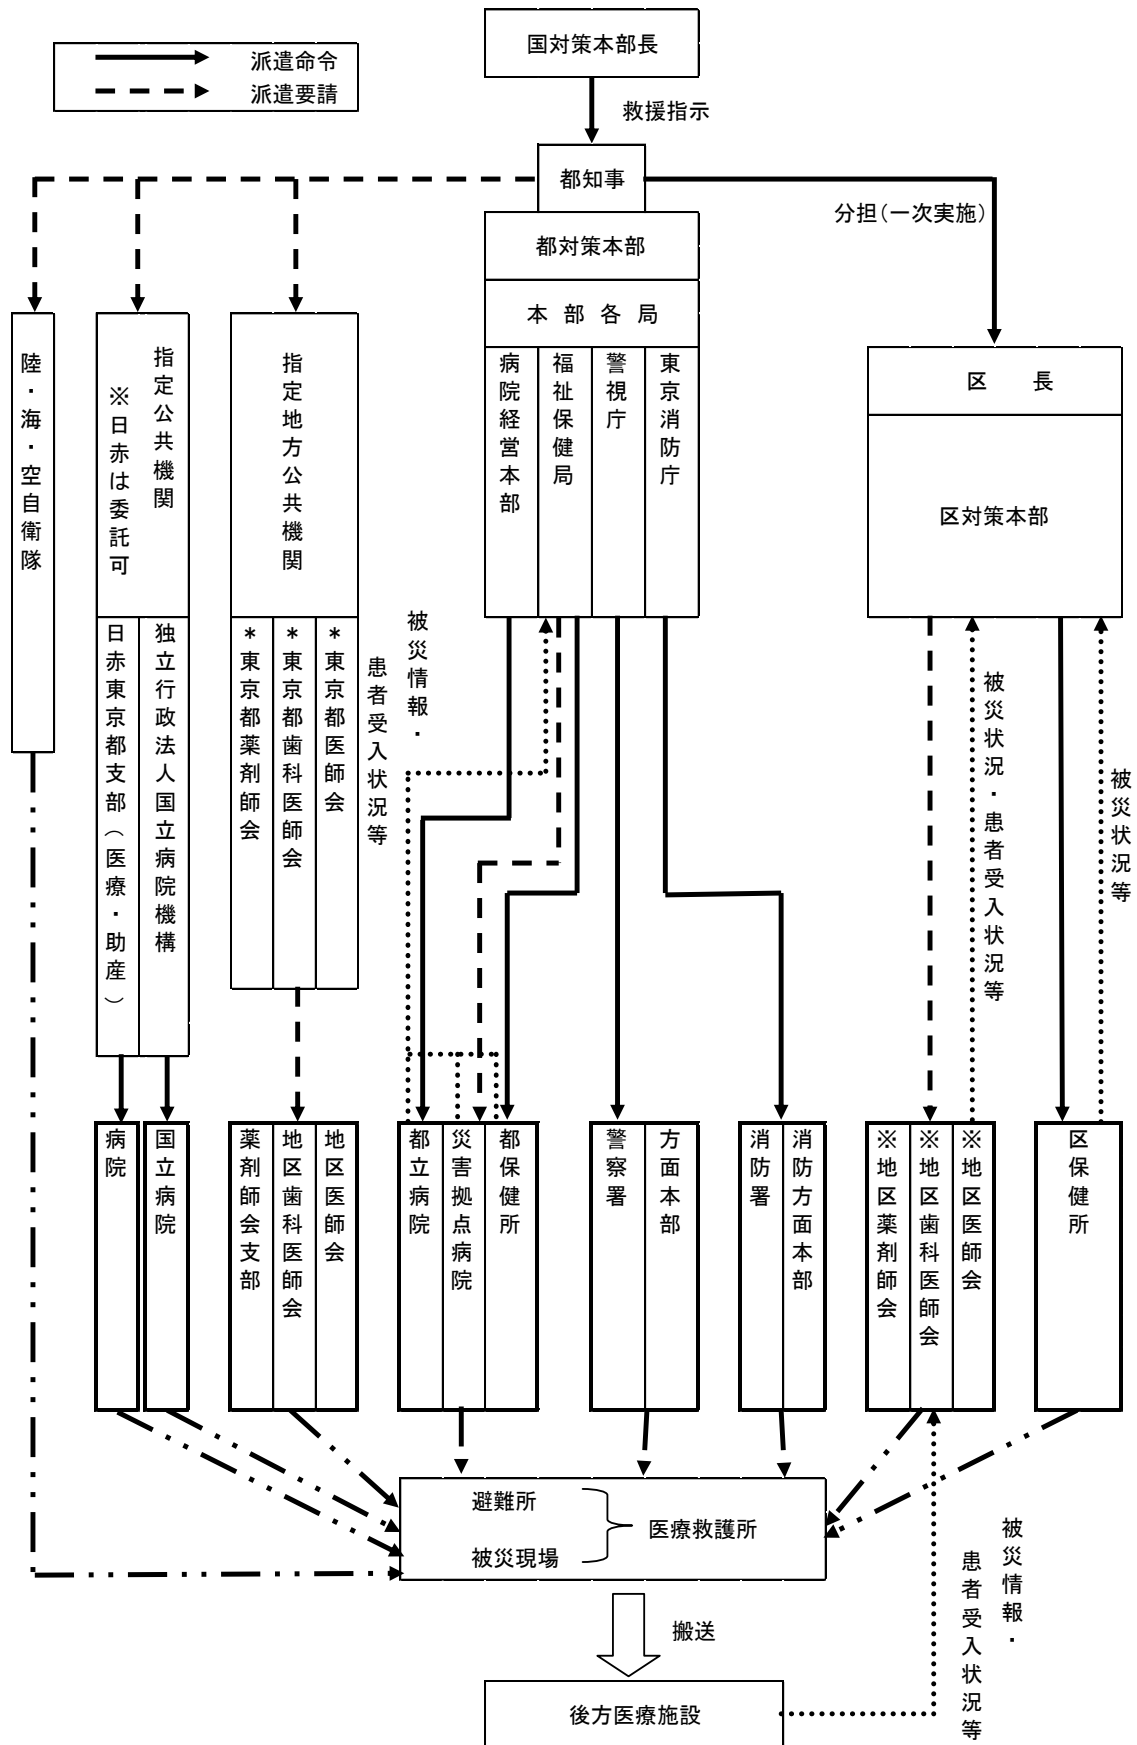 国対策本部長
派遣命令
派遣要請
救援指示
都知事
分担（一次実施）
都対策本部
本部各局
病院経営本部
福祉保健局
警視庁
東京消防庁
区　長
区対策本部
陸・海・空自衛隊
指定公共機関
※日赤は委託可
指定地方公共機関
日赤東京都支部（医療・助産）
独立行政法人国立病院機構
＊東京都薬剤師会
＊東京都歯科医師会
＊東京都医師会
被災情報・
患者受入状況等
被災状況・患者受入状況等
被災状況等
病院
国立病院
薬剤師会支部
地区歯科医師会
地区医師会
都立病院
災害拠点病院
都保健所
警察署
方面本部
消防署
消防方面本部
※地区薬剤師会
※地区歯科医師会
※地区医師会
区保健所
避難所
被災現場
医療救護所
搬送
後方医療施設
被災情報・
患者受入状況等